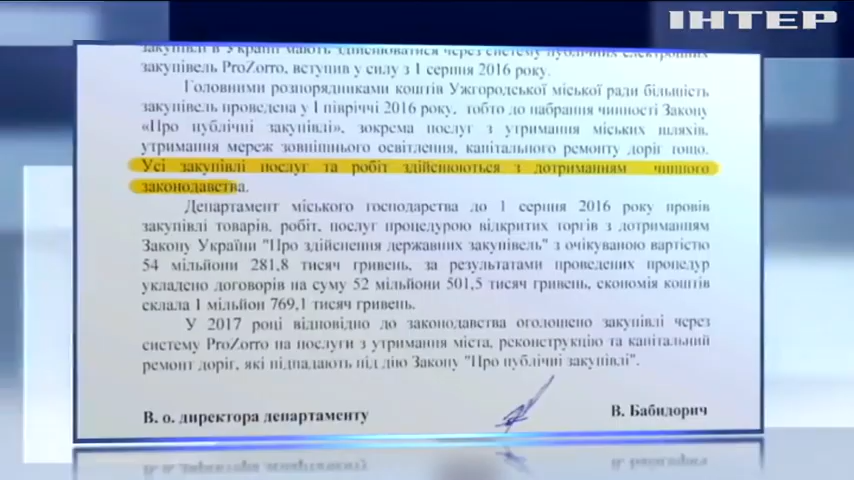 ІНТЕР
закупівлі в Україні мають здійснюватися через систему публічних електронних
закупівель ProZorro, вступив у силу з 1 серпня 2016 року.
Головними розпорядниками коштів Ужгородської міської ради більшість
закупівель проведена у І півріччі 2016 року, тобто до набрання чинності Закону
«Про публічні закупівлі», зокрема послуг з утримання міських шляхів,
утримання мереж зовнішнього освітлення, капітального ремонту доріг тощо.
Усі закупівлі послуг та робіт здійснюються з дотриманням чинного
законодавства.
Департамент міського господарства до 1 серпня 2016 року провів
закупівлі товарів, робіт, послуг процедурою відкритих торгів з дотриманням
Закону України "Про здійснення державних закупівель" з очікуваною вартістю
54 мільйони 281,8 тисяч гривень, за результатами проведених процедур
укладено договорів на суму 52 мільйони 501,5 тисяч гривень, економія коштів
склала 1 мільйон 769,1 тисяч гривень.
У 2017 році відповідно до законодавства оголошено закупівлі через
систему ProZorro на послуги з утримання міста, реконструкцію та капітальний
ремонт доріг, які підпадають під дію Закону "Про публічні закупівлі".
В. о. директора департаменту В. Бабидорич